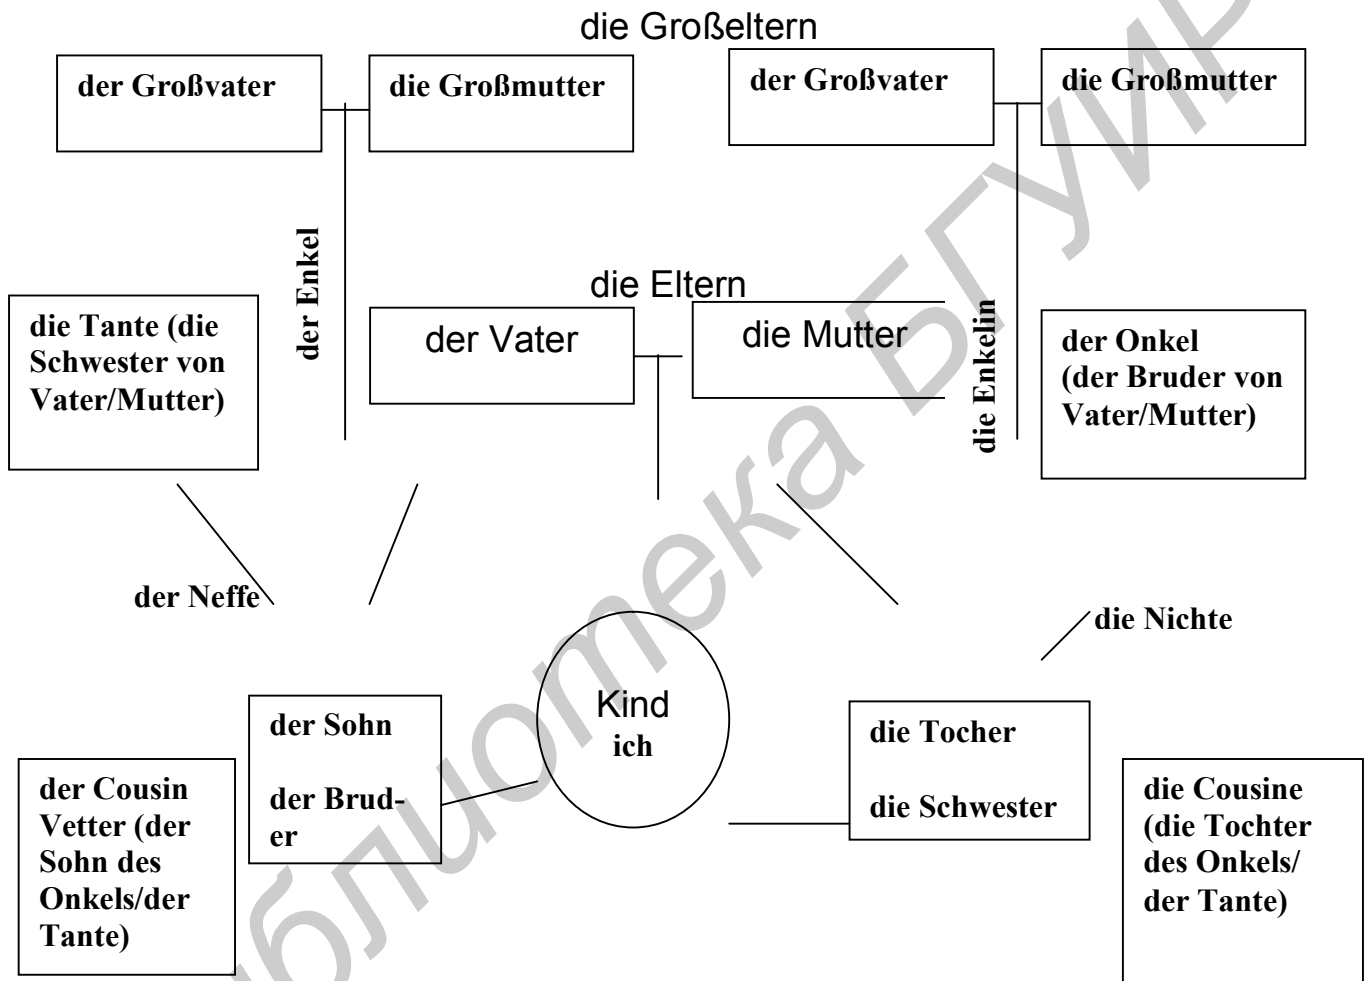 die Großeltern
der Großvater
die Großmutter
der Großvater
die Großmutter
der Enkel
die Eltern
die Tante (die
Schwester von
Vater/Mutter)
der Vater
die Mutter
die Enkelin
der Onkel
(der Bruder von
Vater/Mutter)
der Neffe
die Nichte
Kind
ich
der Sohn
der Brud-
er
die Tocher
die Schwester
der Cousin
Vetter (der
Sohn des
Onkels/der
Tante)
die Cousine
(die Tochter
des Onkels/
der Tante)
блиотека БГУИР